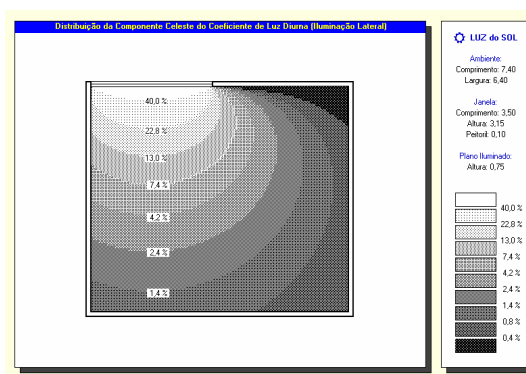 Distribuição da Componente Celeste do Coeficiente de Luz Diurna (Iluminação Lateral)
40,0 %
22,8 %
13,0 %
7,4 %
4,2 %
2,4 %
1,4 %
LUZ do SOL
Ambiente:
Comprimento: 7,40
Largura: 6,40
Janela:
Comprimento: 3,50
Altura: 3,15
Peitoril: 0,10
Plano Iluminado:
Altura: 0,75
40,0 %
22,8 %
13,0 %
7,4 %
4,2 %
2,4 %
1,4 %
0,8 %
0,4 %